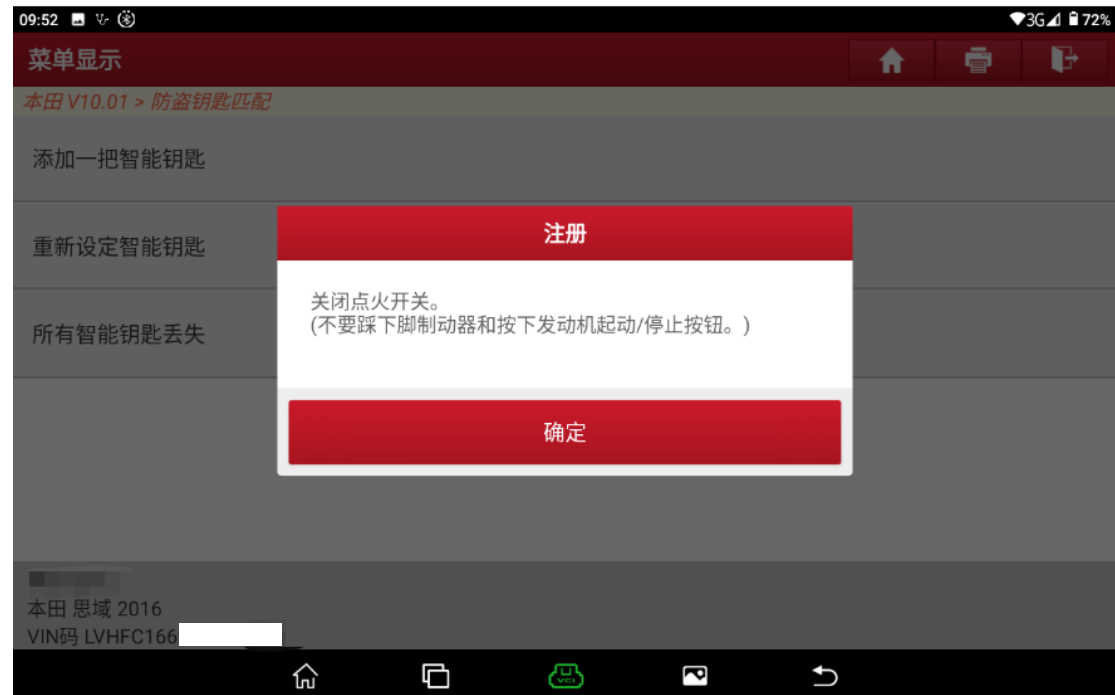 09:52
3G 72%
菜单显示
本田 V10.01 > 防盗钥匙匹配
添加一把智能钥匙
重新设定智能钥匙
所有智能钥匙丢失
注册
关闭点火开关。
(不要踩下脚制动器和按下发动机起动/停止按钮。)
确定
本田 思域 2016
VIN码 LVHFC166
VCI